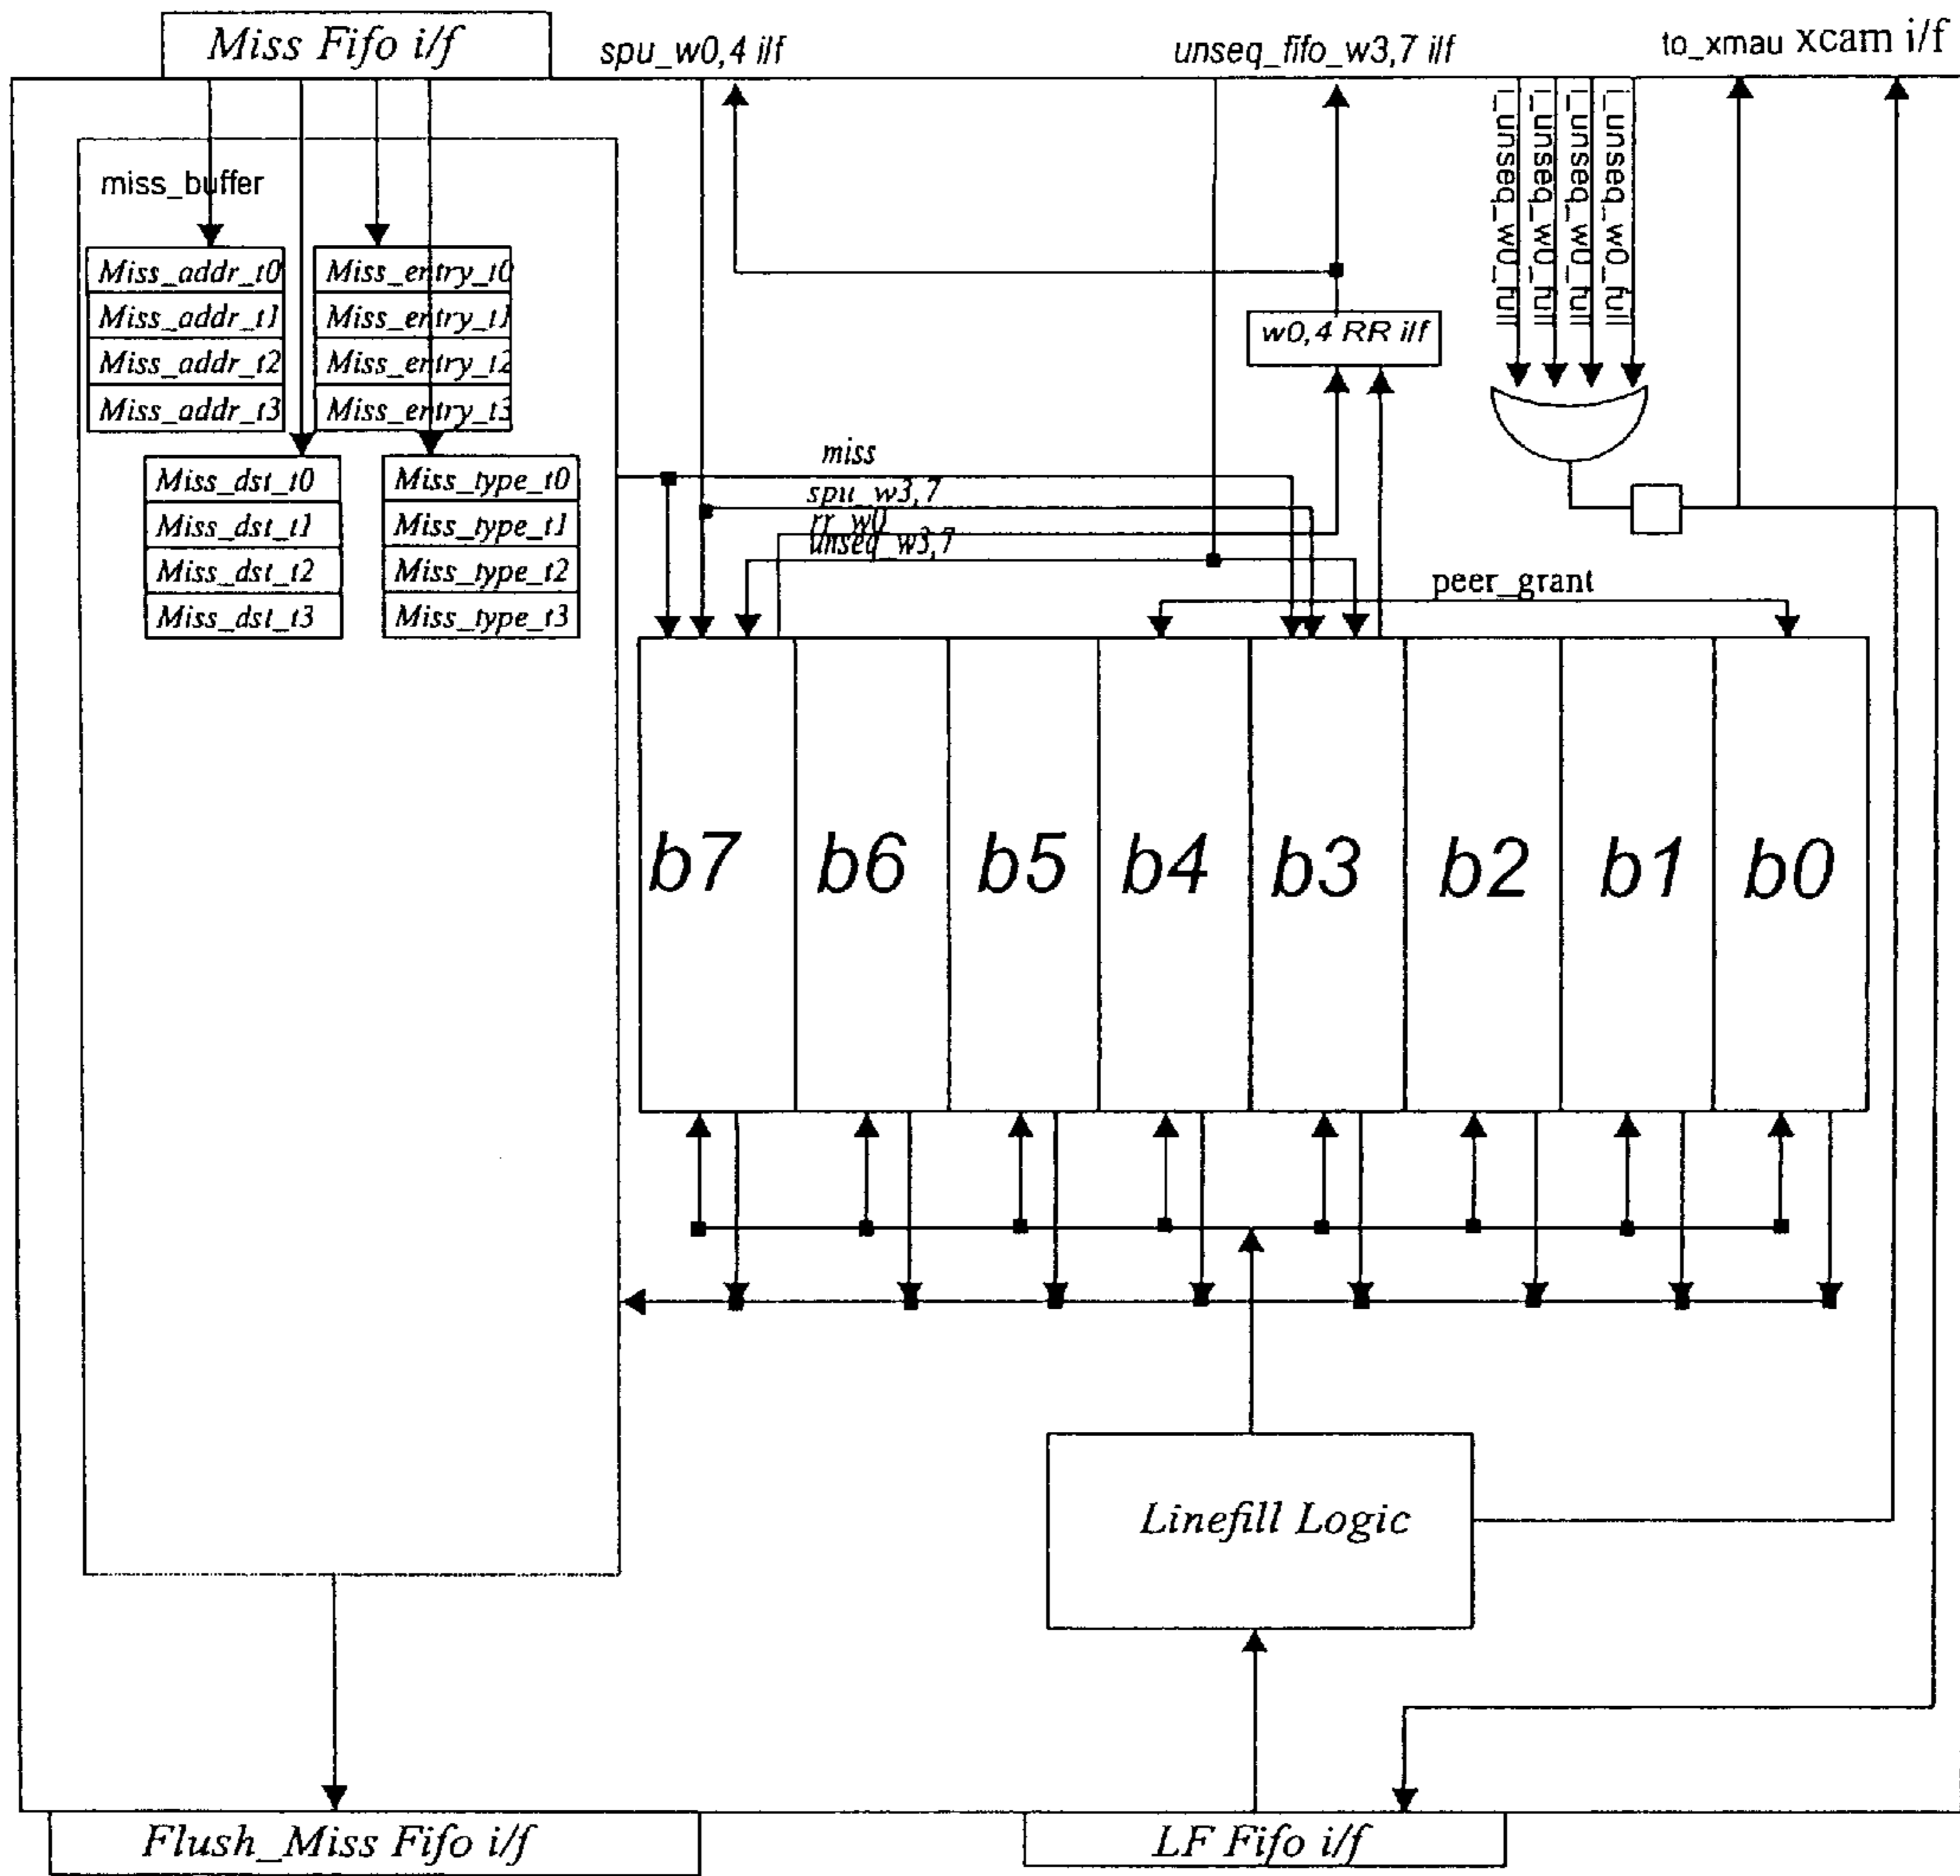 Miss Fifo i/f
spu_w0,4 i/f
unseq_fifo_w3,7 i/f
to_xmau xcam i/f
i_unseq_w0_full
i_unseq_w0_full
i_unseq_w0_full
i_unseq_w0_full
miss_buffer
Miss_addr_t0
Miss_addr_t1
Miss_addr_t2
Miss_addr_t3
Miss_entry_t0
Miss_entry_t1
Miss_entry_t2
Miss_entry_t3
Miss_dst_t0
Miss_dst_t1
Miss_dst_t2
Miss_dst_t3
Miss_type_t0
Miss_type_t1
Miss_type_t2
Miss_type_t3
w0,4 RR i/f
miss
spu_w3,7
rr_w0
unseq_w3,7
peer_grant
b7
b6
b5
b4
b3
b2
b1
b0
Linefill Logic
Flush_Miss Fifo i/f
LF Fifo i/f